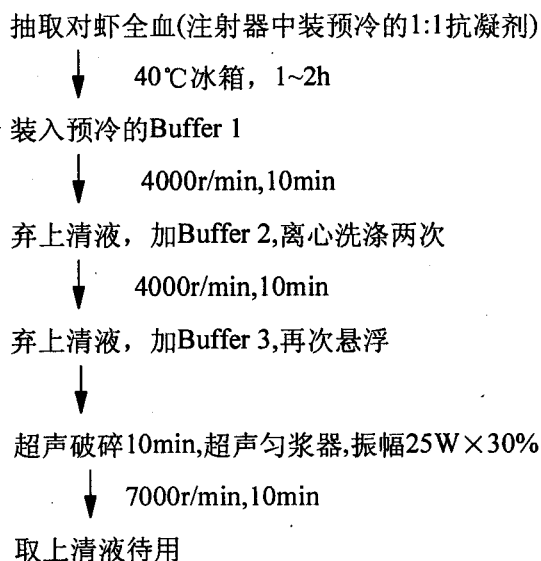 抽取对虾全血(注射器中装预冷的1:1抗凝剂)
40℃冰箱，1~2h
装入预冷的Buffer 1
4000r/min,10min
弃上清液，加Buffer 2,离心洗涤两次
4000r/min,10min
弃上清液，加Buffer 3,再次悬浮
超声破碎10min,超声匀浆器,振幅25W×30%
7000r/min,10min
取上清液待用